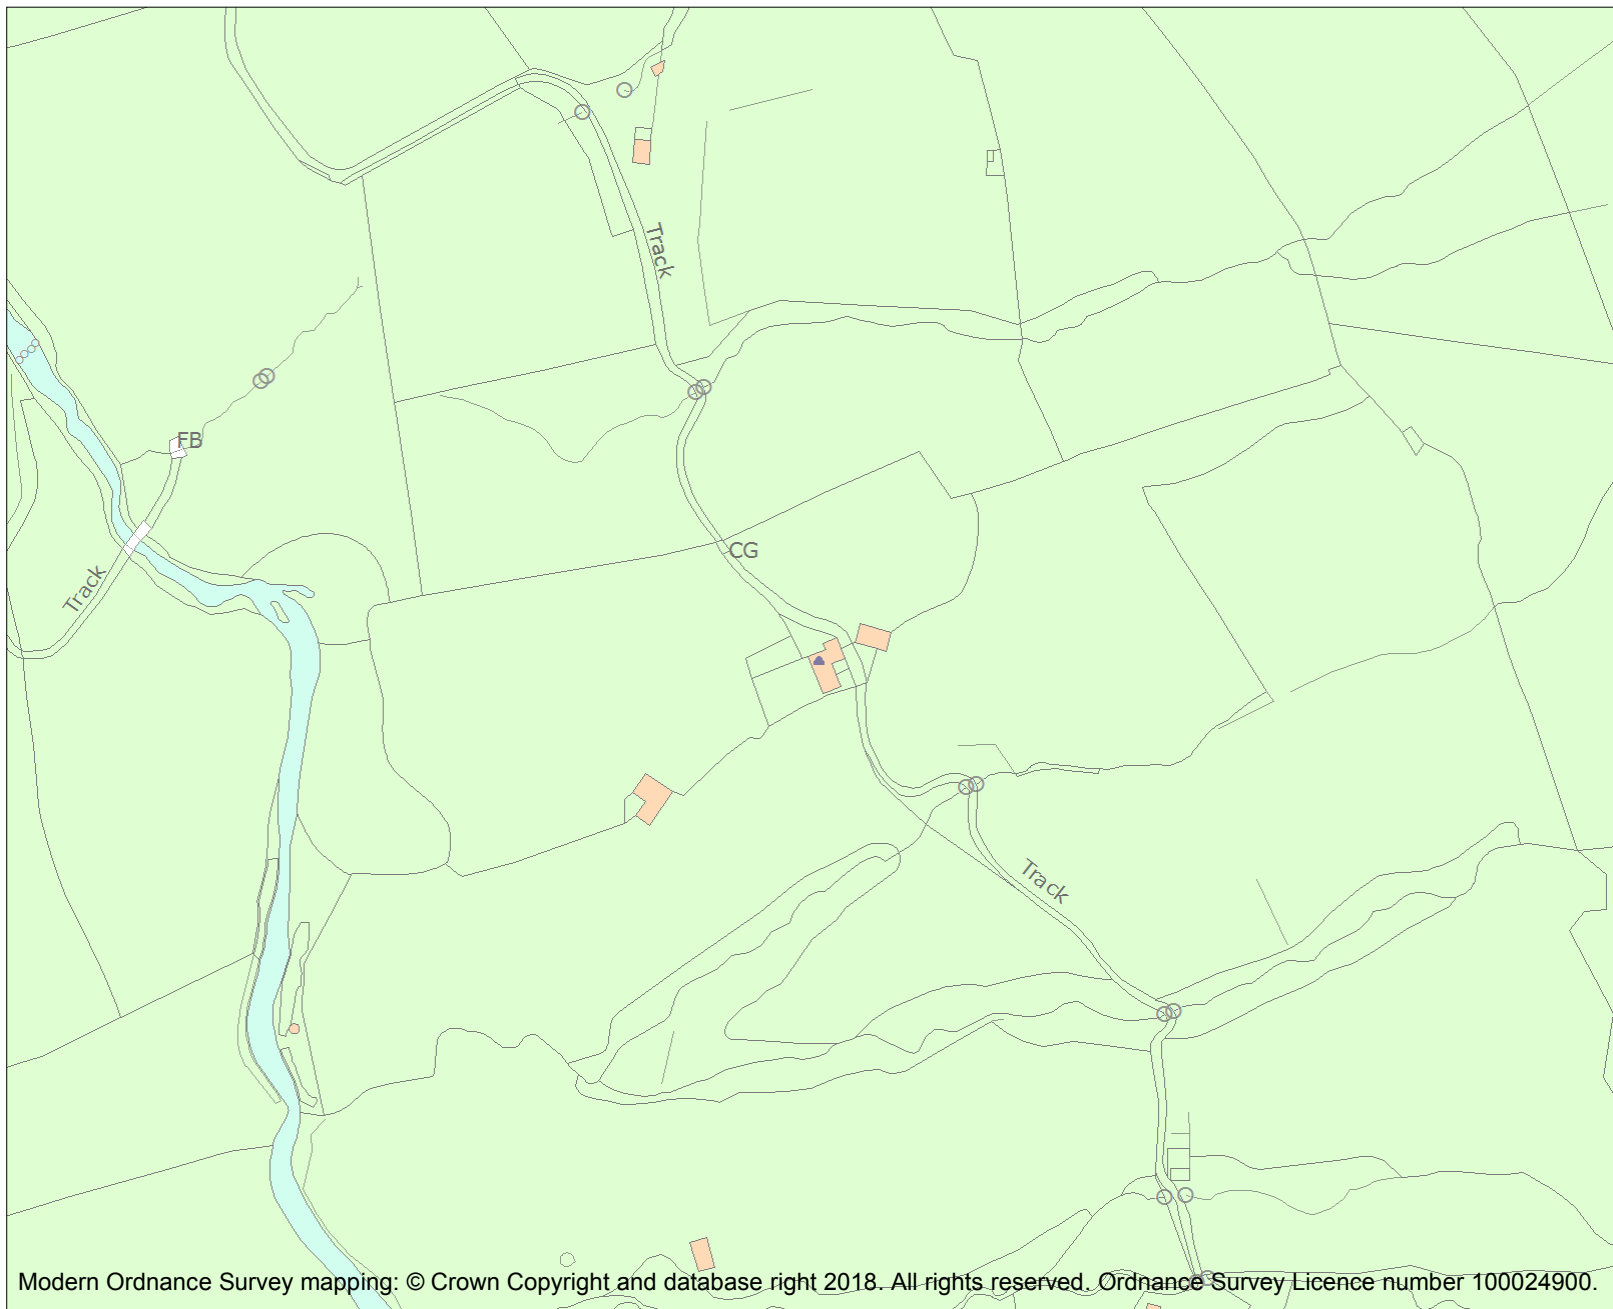 Track
FB
CG
Track
Track
Modern Ordnance Survey mapping: © Crown Copyright and database right 2018. All rights reserved. Ordnance Survey Licence number 100024900.